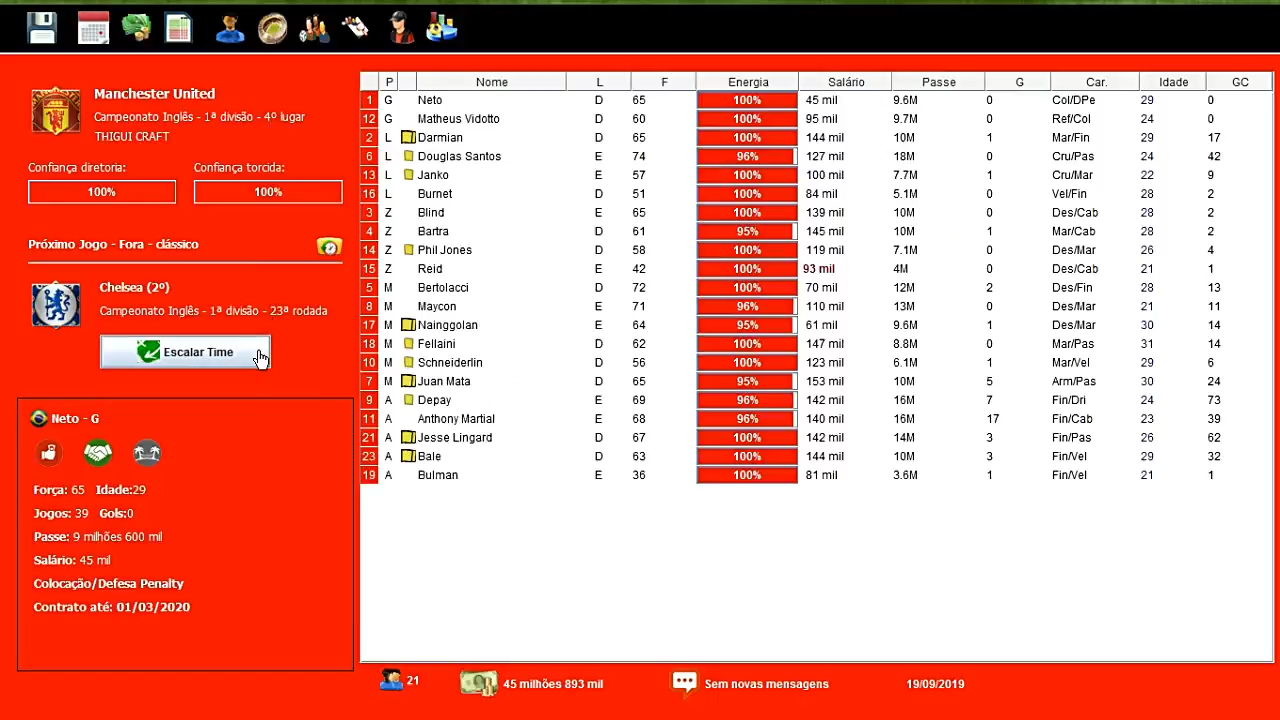 Manchester United
Campeonato Inglês - 1ª divisão - 4º lugar
THIGUI CRAFT
Confiança diretoria: Confiança torcida:
100% 100%
Próximo Jogo - Fora - clássico
Chelsea (2º)
Campeonato Inglês - 1ª divisão - 23ª rodada
Escalar Time
Neto - G
Força: 65 Idade:29
Jogos: 39 Gols:0
Passe: 9 milhões 600 mil
Salário: 45 mil
Colocação/Defesa Penalty
Contrato até: 01/03/2020
P Nome L F Energia Salário Passe G Car. Idade GC
1 G Neto D 65 100% 45 mil 9.6M 0 Col/DPe 29 0
12 G Matheus Vidotto D 60 100% 95 mil 9.7M 0 Ref/Col 24 0
2 L Darmian D 65 100% 144 mil 10M 1 Mar/Fin 29 17
6 L Douglas Santos E 74 96% 127 mil 18M 0 Cru/Pas 24 42
13 L Janko E 57 100% 100 mil 7.7M 1 Cru/Mar 22 9
16 L Burnet D 51 100% 84 mil 5.1M 0 Vel/Fin 28 2
3 Z Blind E 65 100% 139 mil 10M 0 Des/Cab 28 2
4 Z Bartra D 61 95% 145 mil 10M 1 Mar/Cab 28 2
14 Z Phil Jones D 58 100% 119 mil 7.1M 0 Des/Mar 26 4
15 Z Reid E 42 100% 93 mil 4M 0 Des/Cab 21 1
5 M Bertolacci D 72 100% 70 mil 12M 2 Des/Fin 28 13
8 M Maycon E 71 96% 110 mil 13M 0 Des/Mar 21 11
17 M Nainggolan E 64 95% 61 mil 9.6M 1 Des/Mar 30 14
18 M Fellaini D 62 100% 147 mil 8.8M 0 Mar/Pas 31 14
10 M Schneiderlin D 56 100% 123 mil 6.1M 1 Mar/Vel 29 6
7 M Juan Mata D 65 95% 153 mil 10M 5 Arm/Pas 30 24
9 A Depay E 69 96% 142 mil 16M 7 Fin/Dri 24 73
11 A Anthony Martial E 68 96% 140 mil 16M 17 Fin/Cab 23 39
21 A Jesse Lingard D 67 100% 142 mil 14M 3 Fin/Pas 26 62
23 A Bale D 63 100% 144 mil 10M 3 Fin/Vel 29 32
19 A Bulman E 36 100% 81 mil 3.6M 1 Fin/Vel 21 1
21 45 milhões 893 mil Sem novas mensagens 19/09/2019